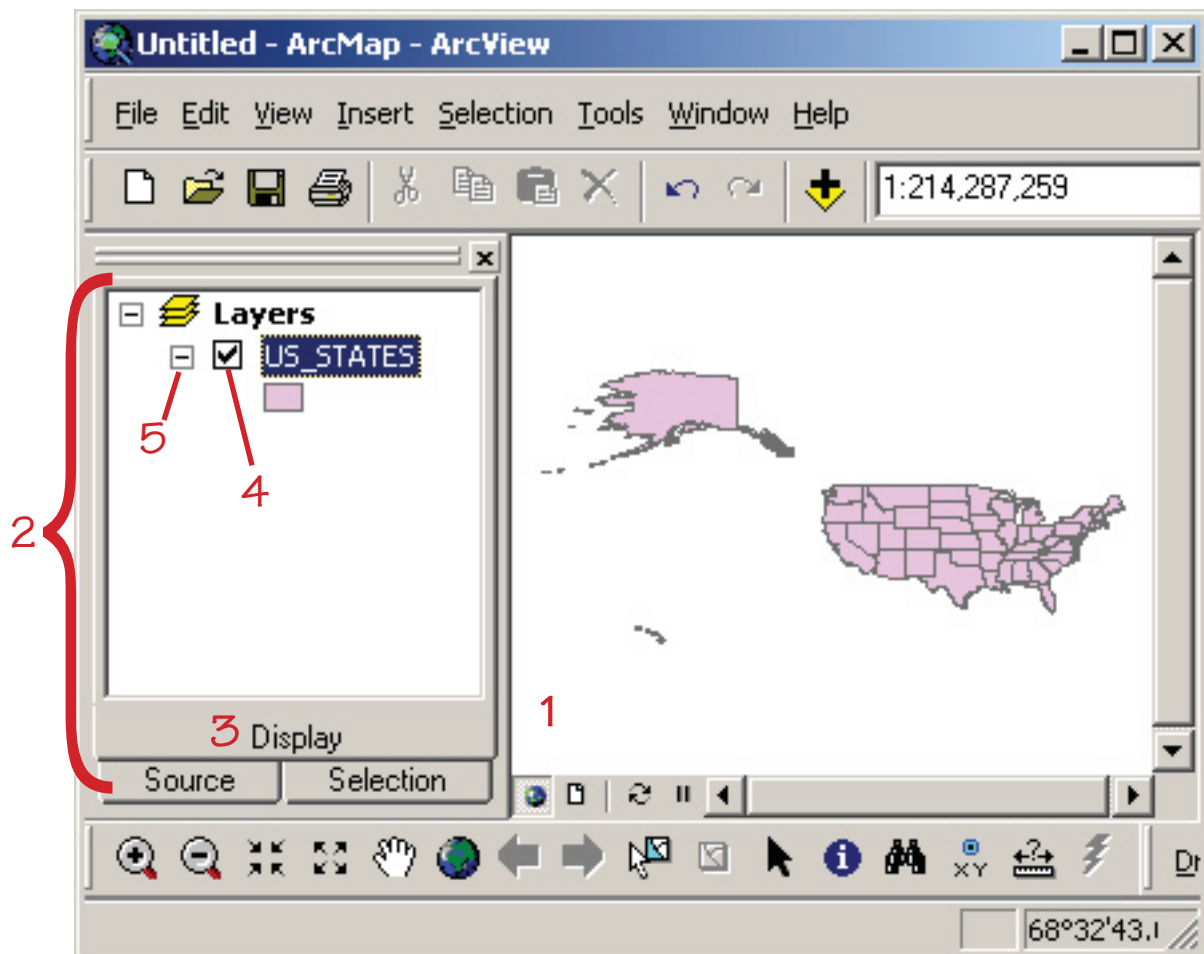 Untitled - ArcMap - ArcView
File Edit View Insert Selection Tools Window Help
1:214,287,259
Layers
US_STATES
5
4
2
1
3 Display
Source Selection
XY
?
68°32'43.